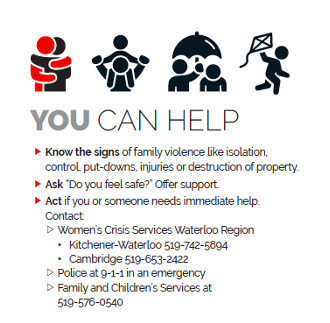 YOU CAN HELP
▶ Know the signs of family violence like isolation,
control, put-downs, injuries or destruction of property.
▶ Ask "Do you feel safe?" Offer support.
▶ Act if you or someone needs immediate help.
Contact:
▷ Women's Crisis Services Waterloo Region
• Kitchener-Waterloo 519-742-5894
• Cambridge 519-653-2422
▷ Police at 9-1-1 in an emergency
▷ Family and Children's Services at
519-576-0540